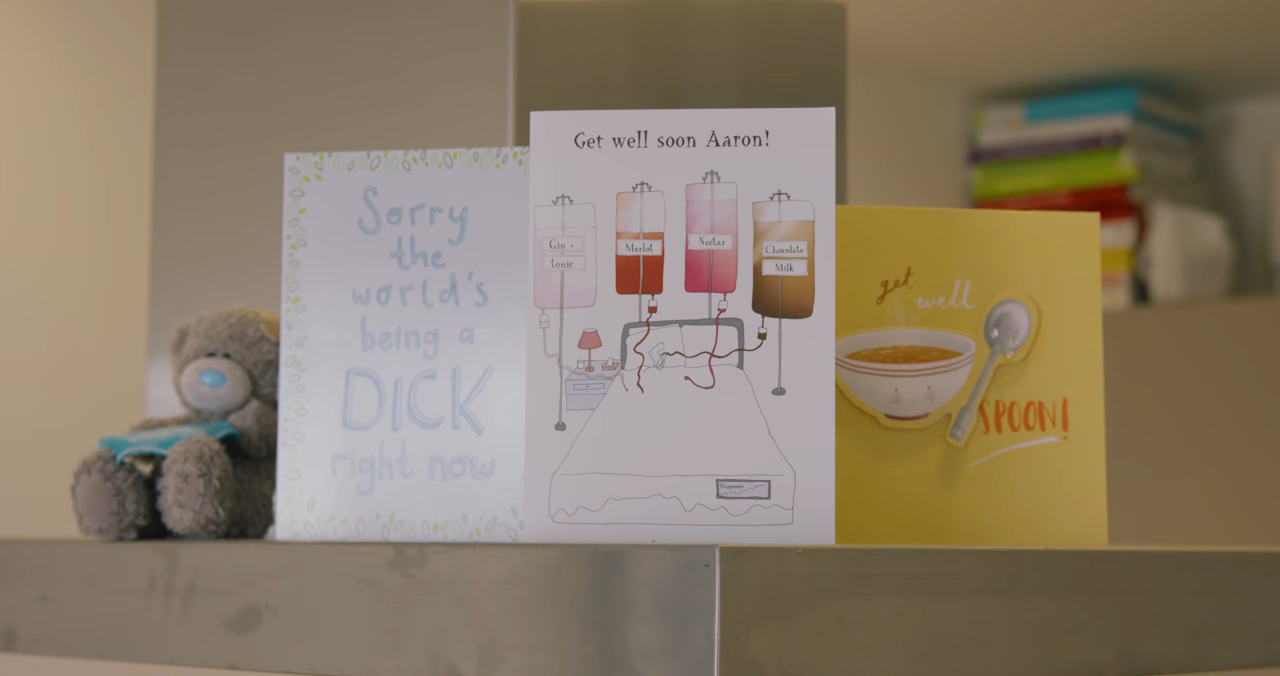 Sorry
the
world's
being a
DICK
right now
Get well soon Aaron!
Gin +
tonic
Merlot
Nectar
Chocolate
Milk
Happiness
get
well
SPOON!